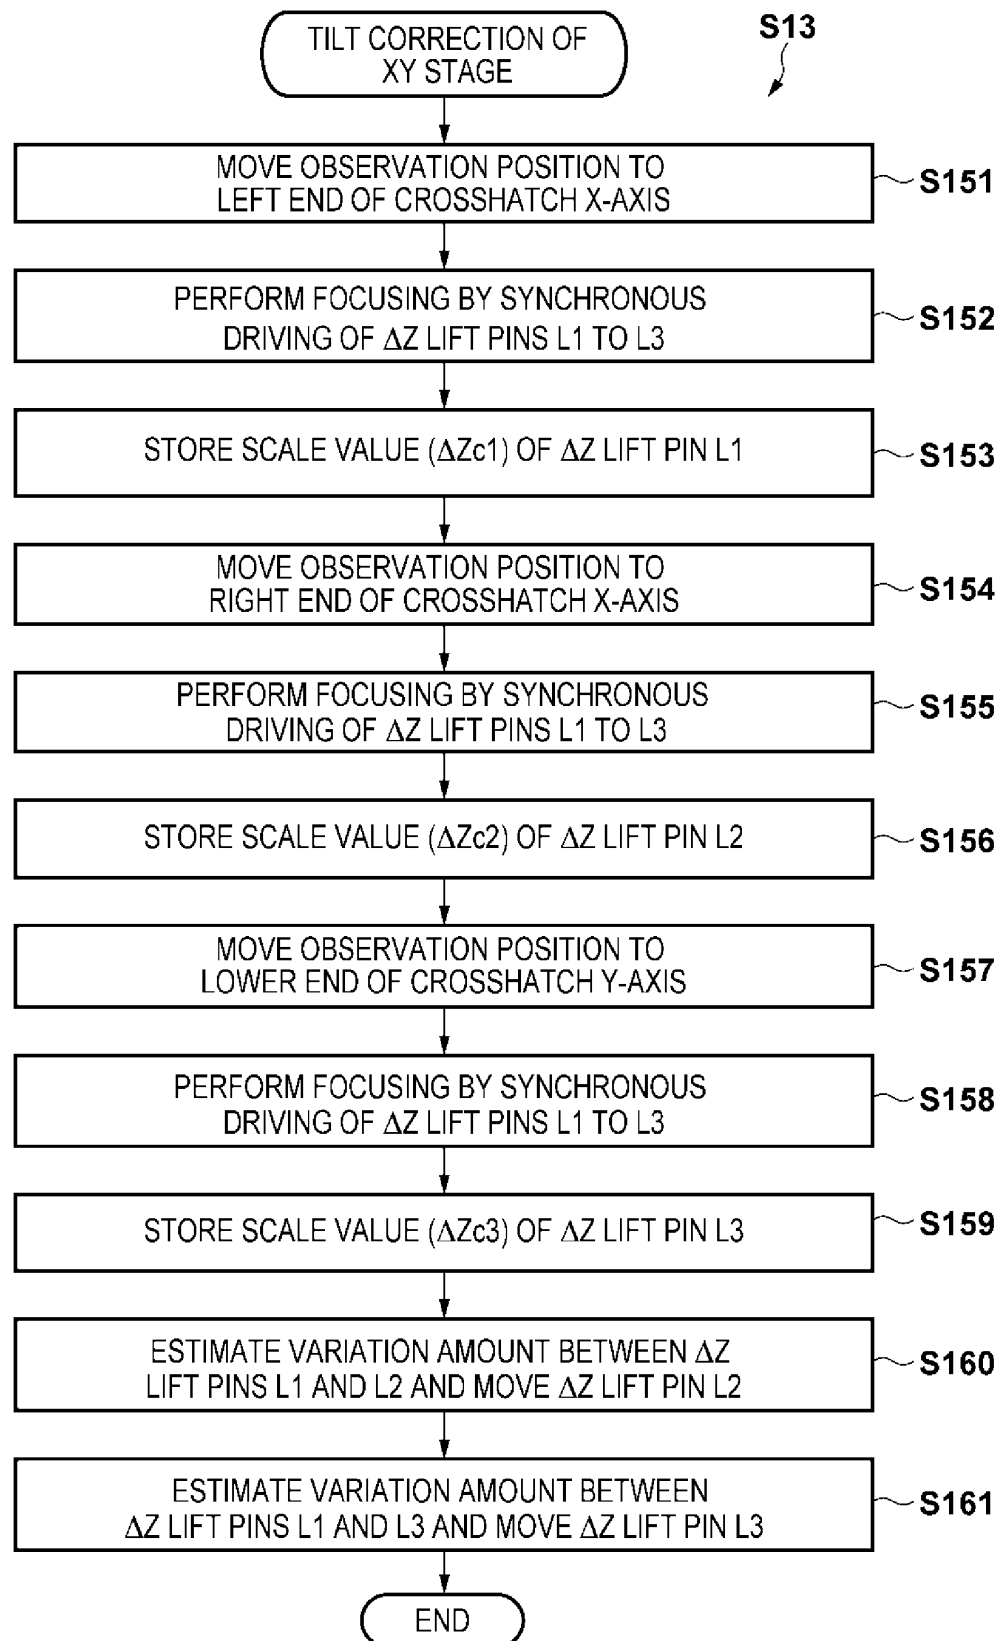 S13
TILT CORRECTION OF
XY STAGE
MOVE OBSERVATION POSITION TO
LEFT END OF CROSSHATCH X-AXIS
S151
PERFORM FOCUSING BY SYNCHRONOUS
DRIVING OF ΔZ LIFT PINS L1 TO L3
S152
STORE SCALE VALUE (ΔZc1) OF ΔZ LIFT PIN L1
S153
MOVE OBSERVATION POSITION TO
RIGHT END OF CROSSHATCH X-AXIS
S154
PERFORM FOCUSING BY SYNCHRONOUS
DRIVING OF ΔZ LIFT PINS L1 TO L3
S155
STORE SCALE VALUE (ΔZc2) OF ΔZ LIFT PIN L2
S156
MOVE OBSERVATION POSITION TO
LOWER END OF CROSSHATCH Y-AXIS
S157
PERFORM FOCUSING BY SYNCHRONOUS
DRIVING OF ΔZ LIFT PINS L1 TO L3
S158
STORE SCALE VALUE (ΔZc3) OF ΔZ LIFT PIN L3
S159
ESTIMATE VARIATION AMOUNT BETWEEN ΔZ
LIFT PINS L1 AND L2 AND MOVE ΔZ LIFT PIN L2
S160
ESTIMATE VARIATION AMOUNT BETWEEN
ΔZ LIFT PINS L1 AND L3 AND MOVE ΔZ LIFT PIN L3
S161
END